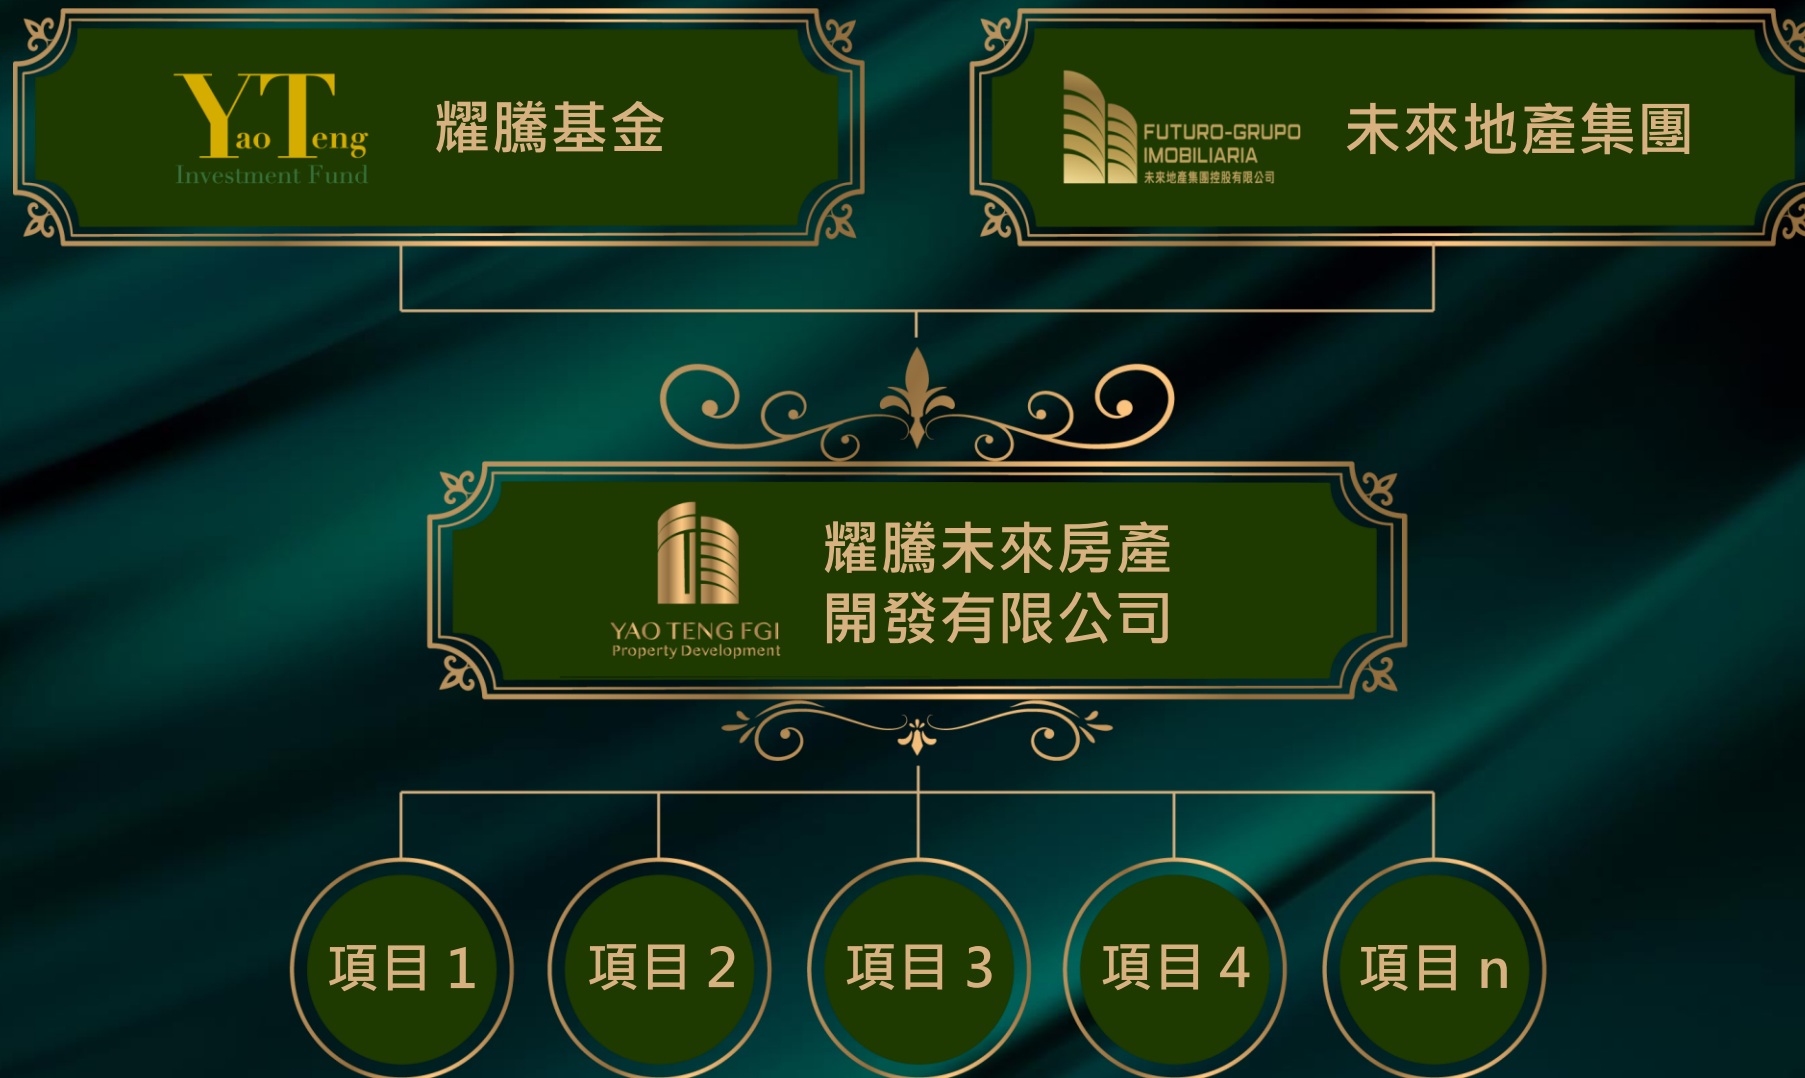 Yao Teng
Investment Fund
耀騰基金
FUTURO-GRUPO
IMOBILIARIA
未來地產集團控股有限公司
未來地產集團
YAO TENG FGI
Property Development
耀騰未來房產
開發有限公司
項目 1
項目 2
項目 3
項目 4
項目 n